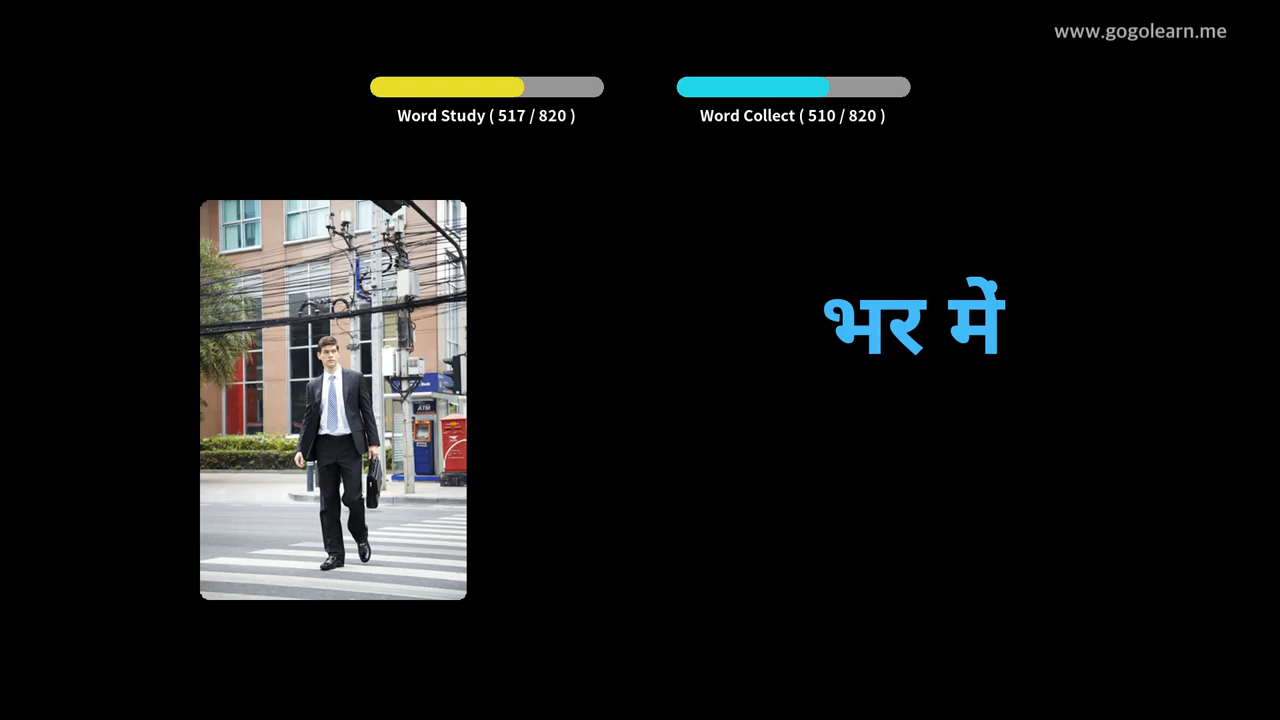 www.gogolearn.me
Word Study ( 517 / 820 )
Word Collect ( 510 / 820 )
भर में
ATM